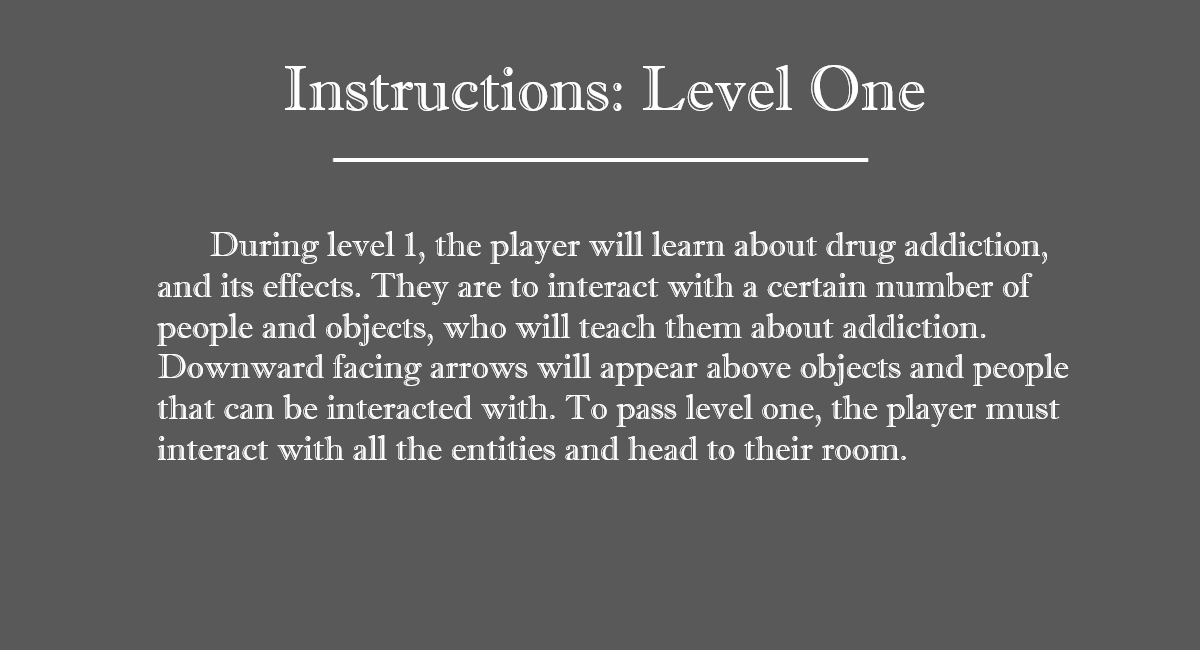 Instructions: Level One
During level 1, the player will learn about drug addiction,
and its effects. They are to interact with a certain number of
people and objects, who will teach them about addiction.
Downward facing arrows will appear above objects and people
that can be interacted with. To pass level one, the player must
interact with all the entities and head to their room.